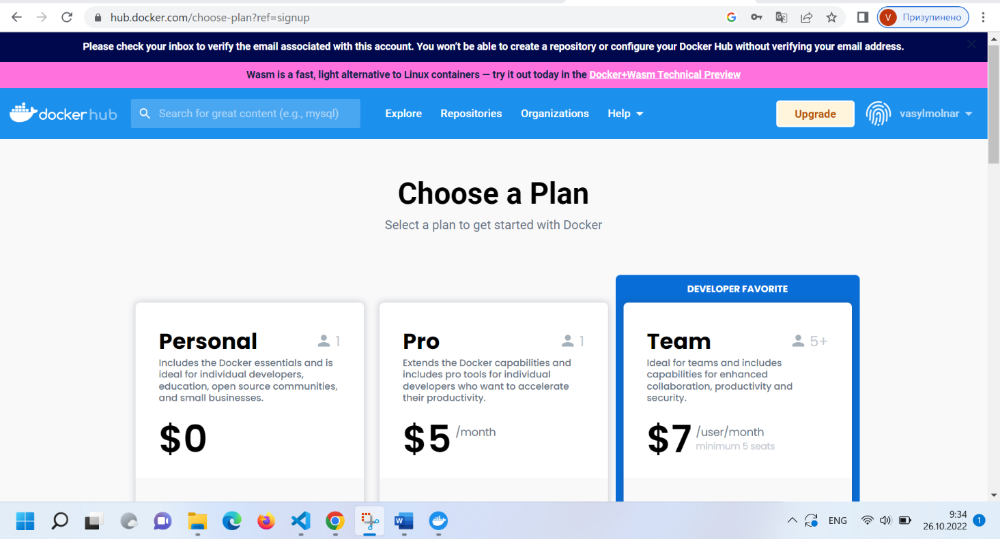 hub.docker.com/choose-plan?ref=signup
V Призупинено
Please check your inbox to verify the email associated with this account. You won't be able to create a repository or configure your Docker Hub without verifying your email address.
Wasm is a fast, light alternative to Linux containers — try it out today in the Docker+Wasm Technical Preview
docker hub
Search for great content (e.g., mysql)
Explore
Repositories
Organizations
Help
Upgrade
vasylmolnar
Choose a Plan
Select a plan to get started with Docker
Personal 1
Includes the Docker essentials and is
ideal for individual developers,
education, open source communities,
and small businesses.
$0
Pro 1
Extends the Docker capabilities and
includes pro tools for individual
developers who want to accelerate
their productivity.
$5 /month
DEVELOPER FAVORITE
Team 5+
Ideal for teams and includes
capabilities for enhanced
collaboration, productivity and
security.
$7 /user/month
minimum 5 seats
ENG
9:34
26.10.2022
1